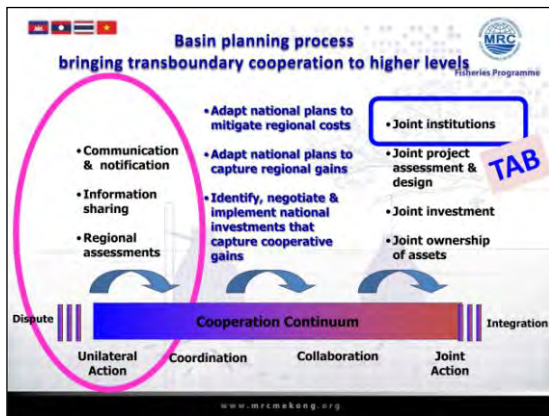 Basin planning process
bringing transboundary cooperation to higher levels
MRC
Fisheries Programme
•Communication
& notification
•Information
sharing
•Regional
assessments
•Adapt national plans to
mitigate regional costs
•Adapt national plans to
capture regional gains
•Identify, negotiate &
implement national
investments that
capture cooperative
gains
•Joint institutions
•Joint project
assessment &
design
•Joint investment
•Joint ownership
of assets
TAB
Dispute
Cooperation Continuum
Integration
Unilateral
Action
Coordination
Collaboration
Joint
Action
www.mrcmekong.org